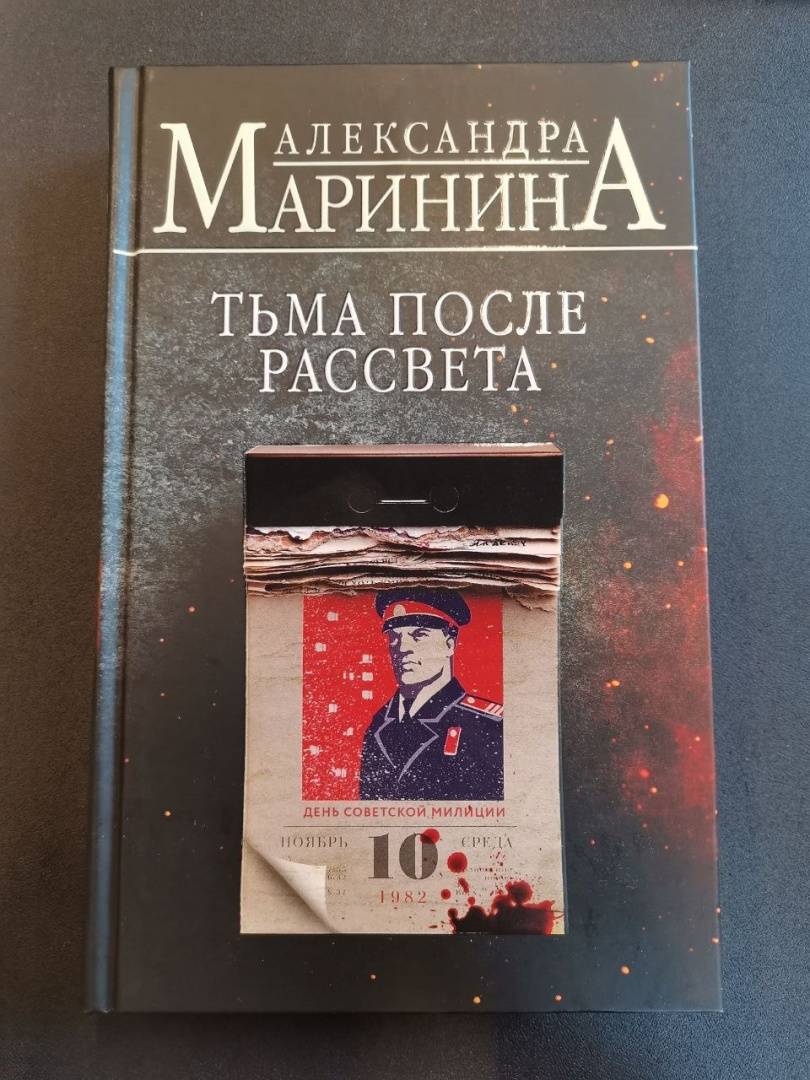 АЛЕКСАНДРА
МАРИНИНА
ТЬМА ПОСЛЕ
РАССВЕТА
ДЕНЬ СОВЕТСКОЙ МИЛИЦИИ
НОЯБРЬ 10 СРЕДА
1982